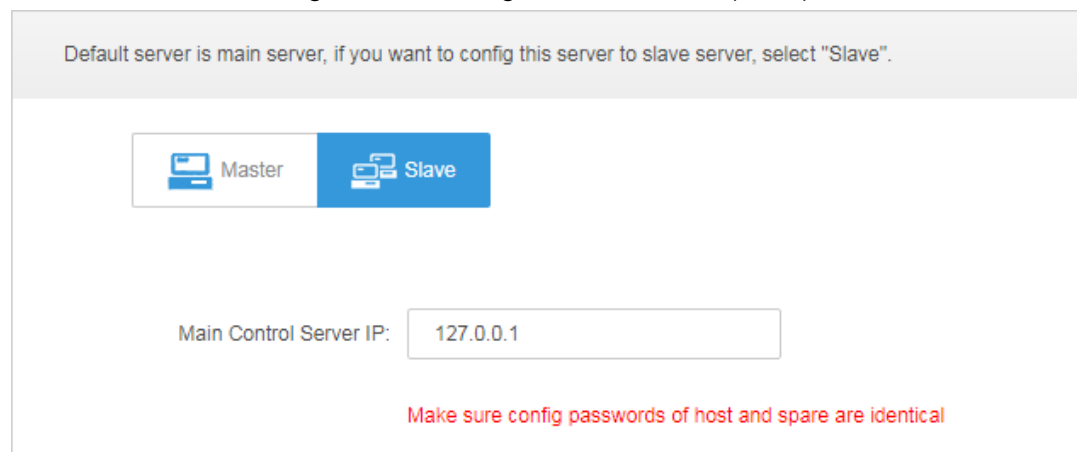 Default server is main server, if you want to config this server to slave server, select "Slave".
Master
Slave
Main Control Server IP:
127.0.0.1
Make sure config passwords of host and spare are identical